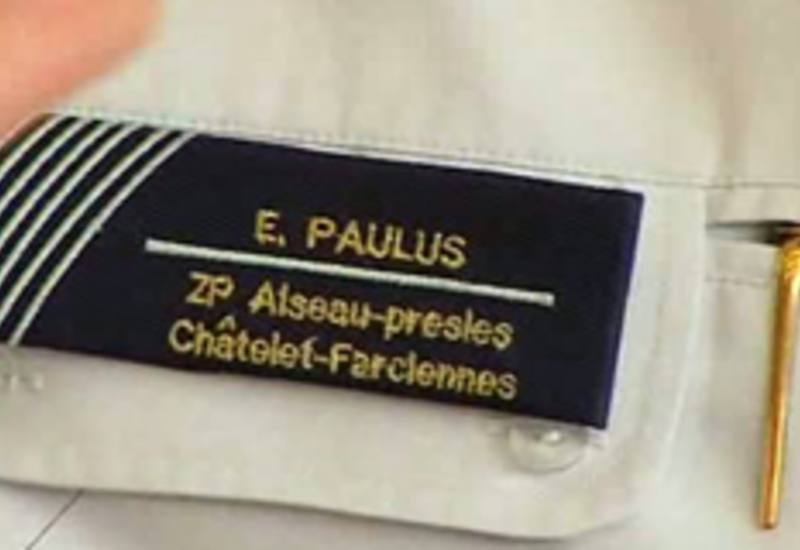 E. PAULUS
ZP Aiseau-presles
Châtelet-Farciennes